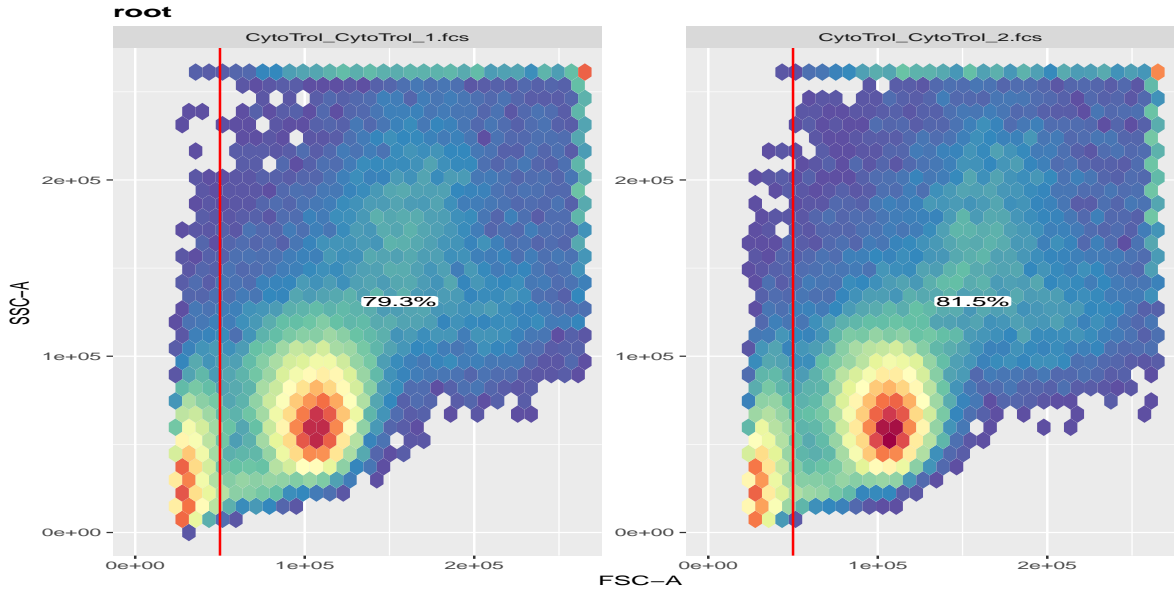 root
CytoTrol_CytoTrol_1.fcs
CytoTrol_CytoTrol_2.fcs
SSC−A
2e+05
1e+05
0e+00
79.3%
0e+00
1e+05
2e+05
2e+05
1e+05
0e+00
81.5%
0e+00
1e+05
2e+05
FSC−A